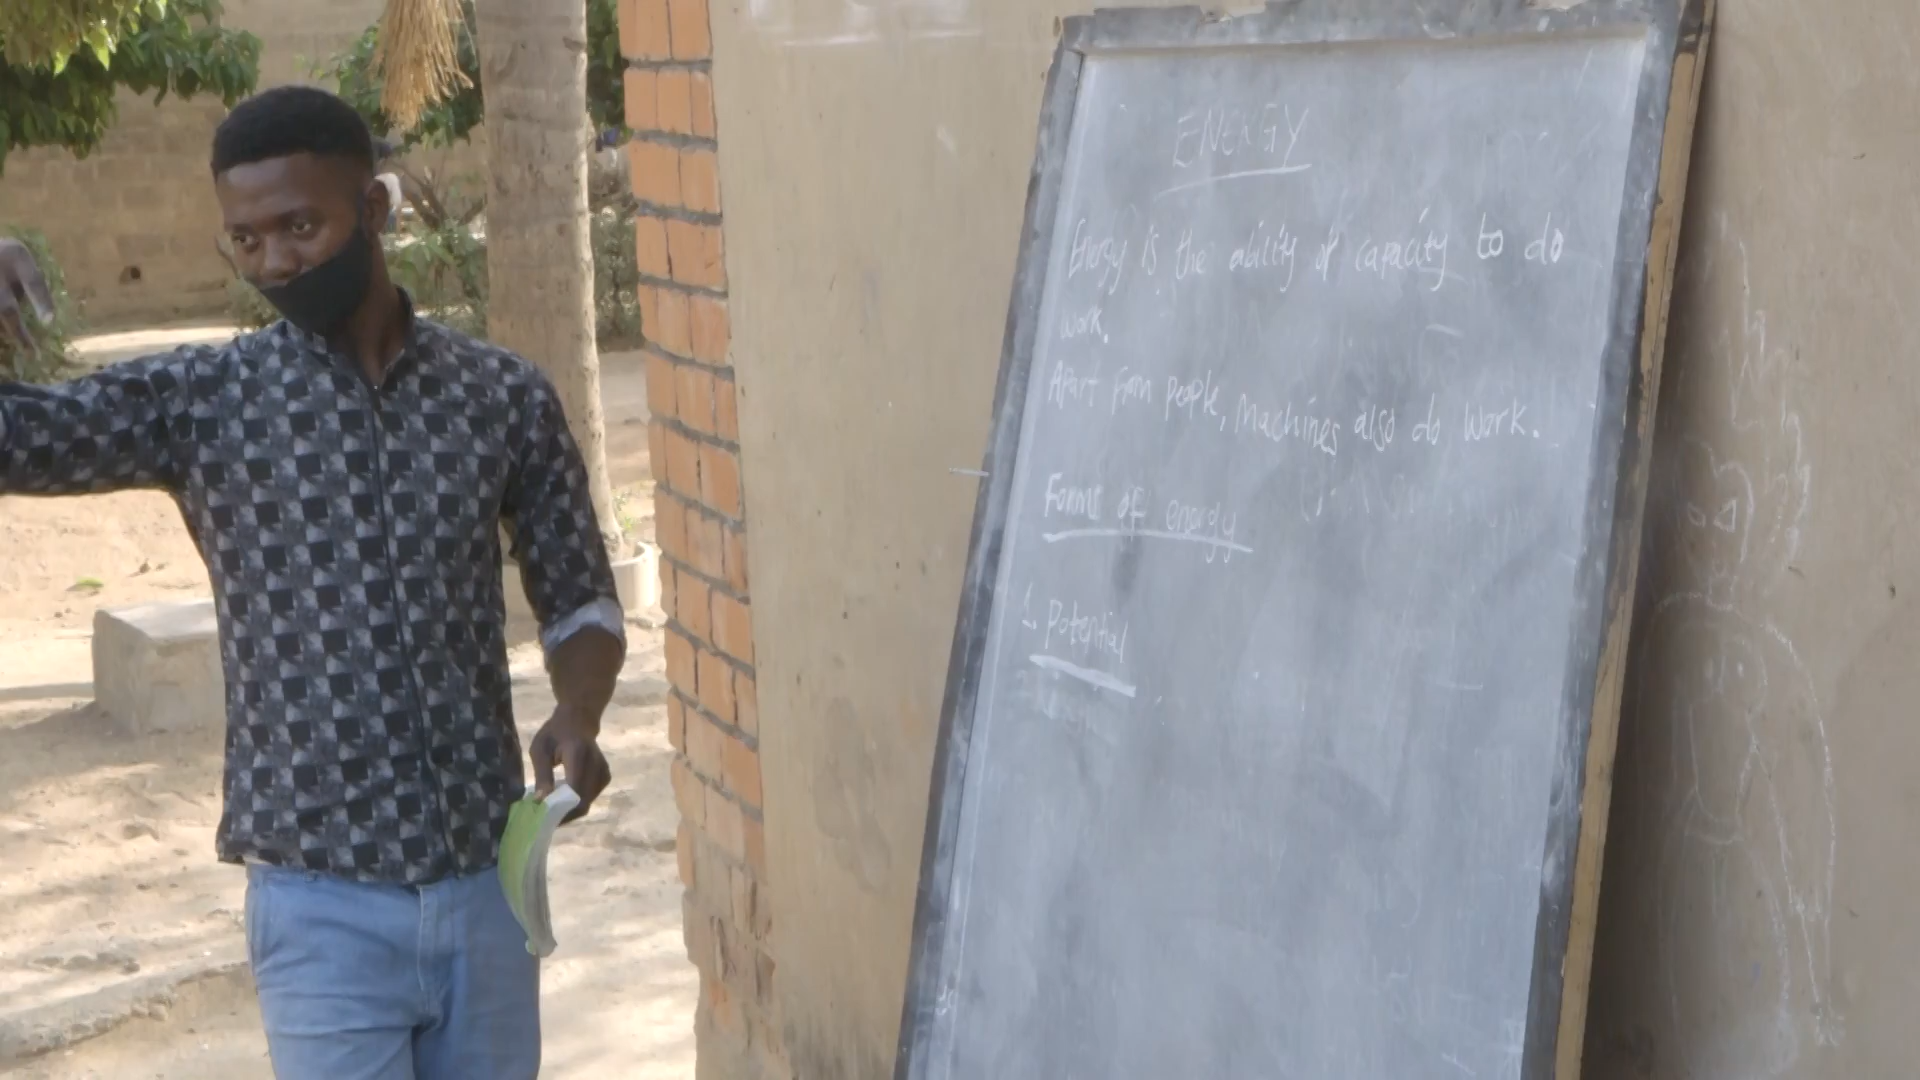 ENERGY
Energy is the ability of capacity to do
work.
Apart from people, machines also do work.
Forms of energy
1. Potential